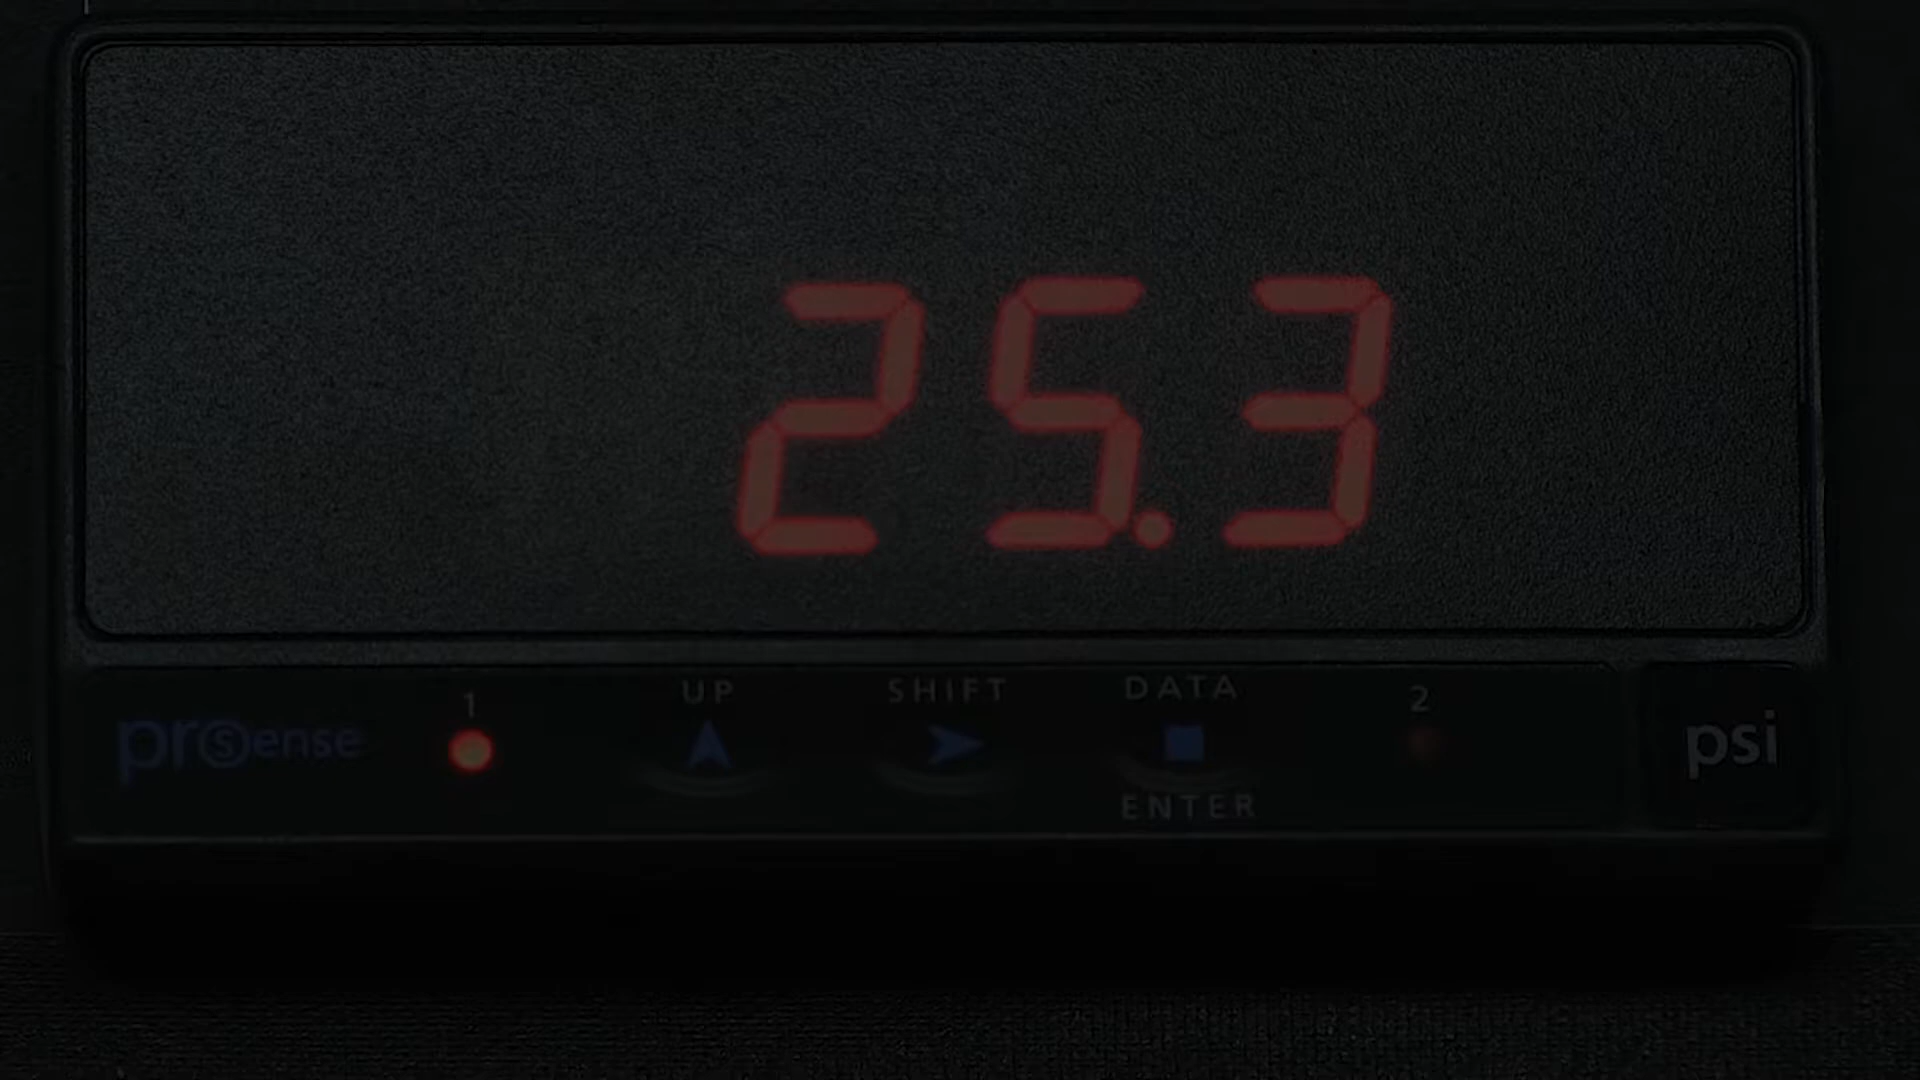 25.3
prosense
1
UP
SHIFT
DATA
ENTER
2
psi